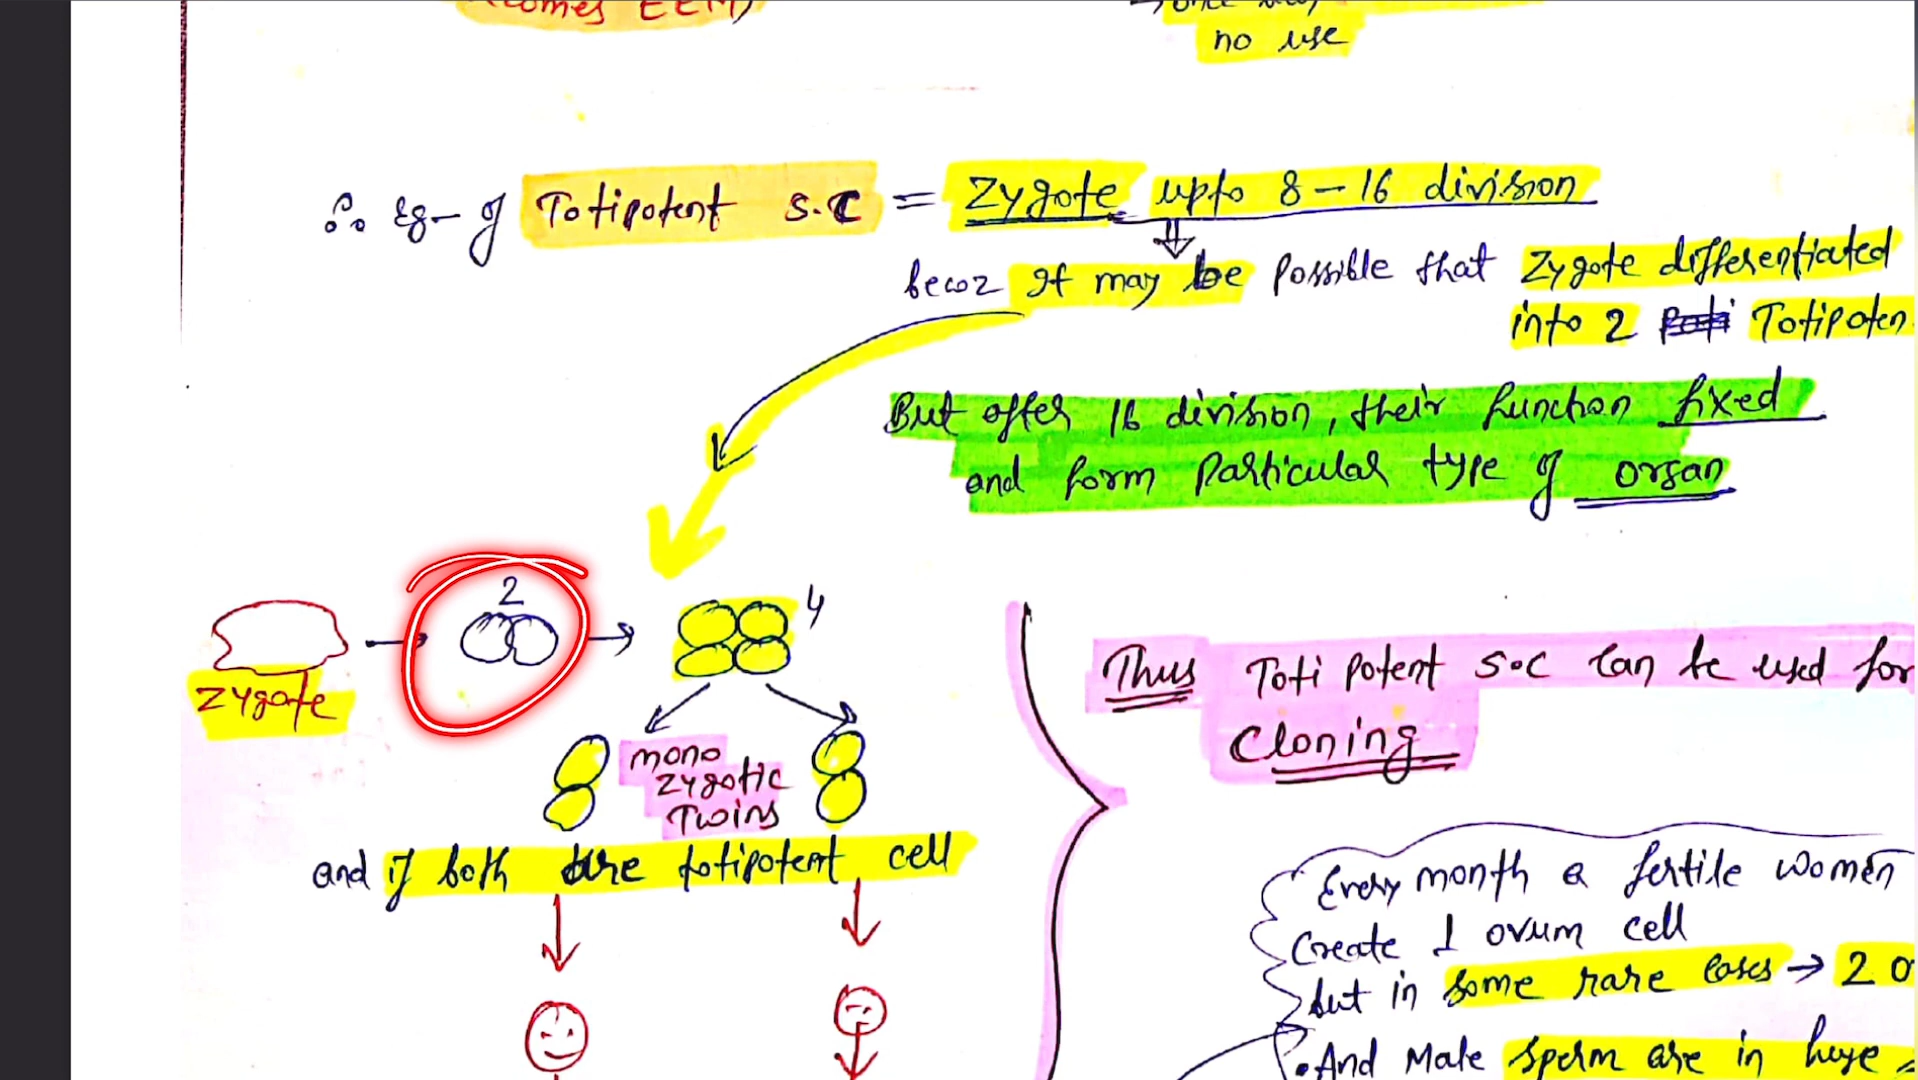 no use
∴ Eg- of Totipotent S.C = Zygote upto 8-16 division
becoz It may be possible that Zygote differentiated
into 2 Totipoten
But after 16 division, their function fixed
and form Particular type of organ
2
4
Zygote
mono
zygotic
Twins
and if both are totipotent cell
Thus Toti potent S.C Can be used for
Cloning
Every month a fertile women
Create 1 ovum cell
but in some rare cases → 2 O
• And Male sperm are in huge